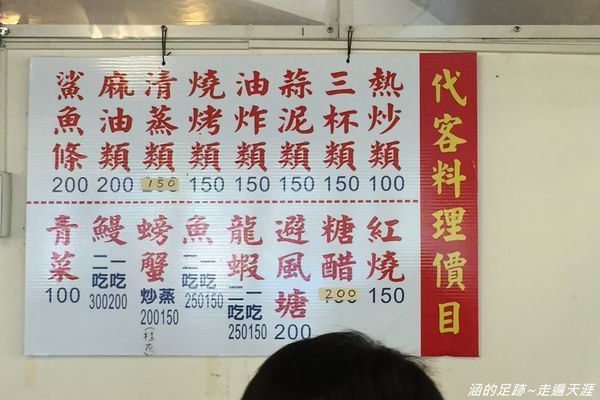 代客料理價目
熱炒類 100
三杯類 150
蒜泥類 150
油炸類 150
燒烤類 150
清蒸類 150
麻油類 200
鯊魚條 200
紅燒 150
糖醋 200
避風塘 200
龍蝦 一吃 150 二吃 250
魚 一吃 150 二吃 250
螃蟹 蒸 150 炒 200 (桂花)
鰻 一吃 200 二吃 300
青菜 100
涵的足跡~走遍天涯